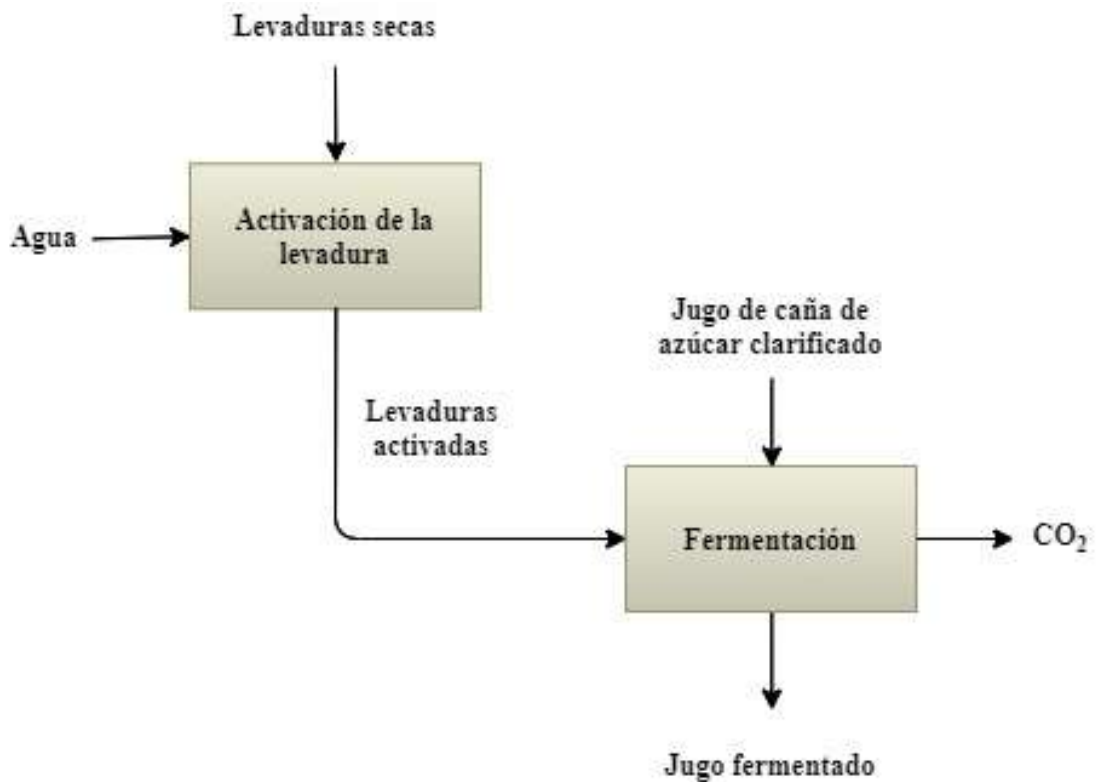 Levaduras secas
Agua
Activación de la
levadura
Jugo de caña de
azúcar clarificado
Levaduras
activadas
Fermentación
CO₂
Jugo fermentado